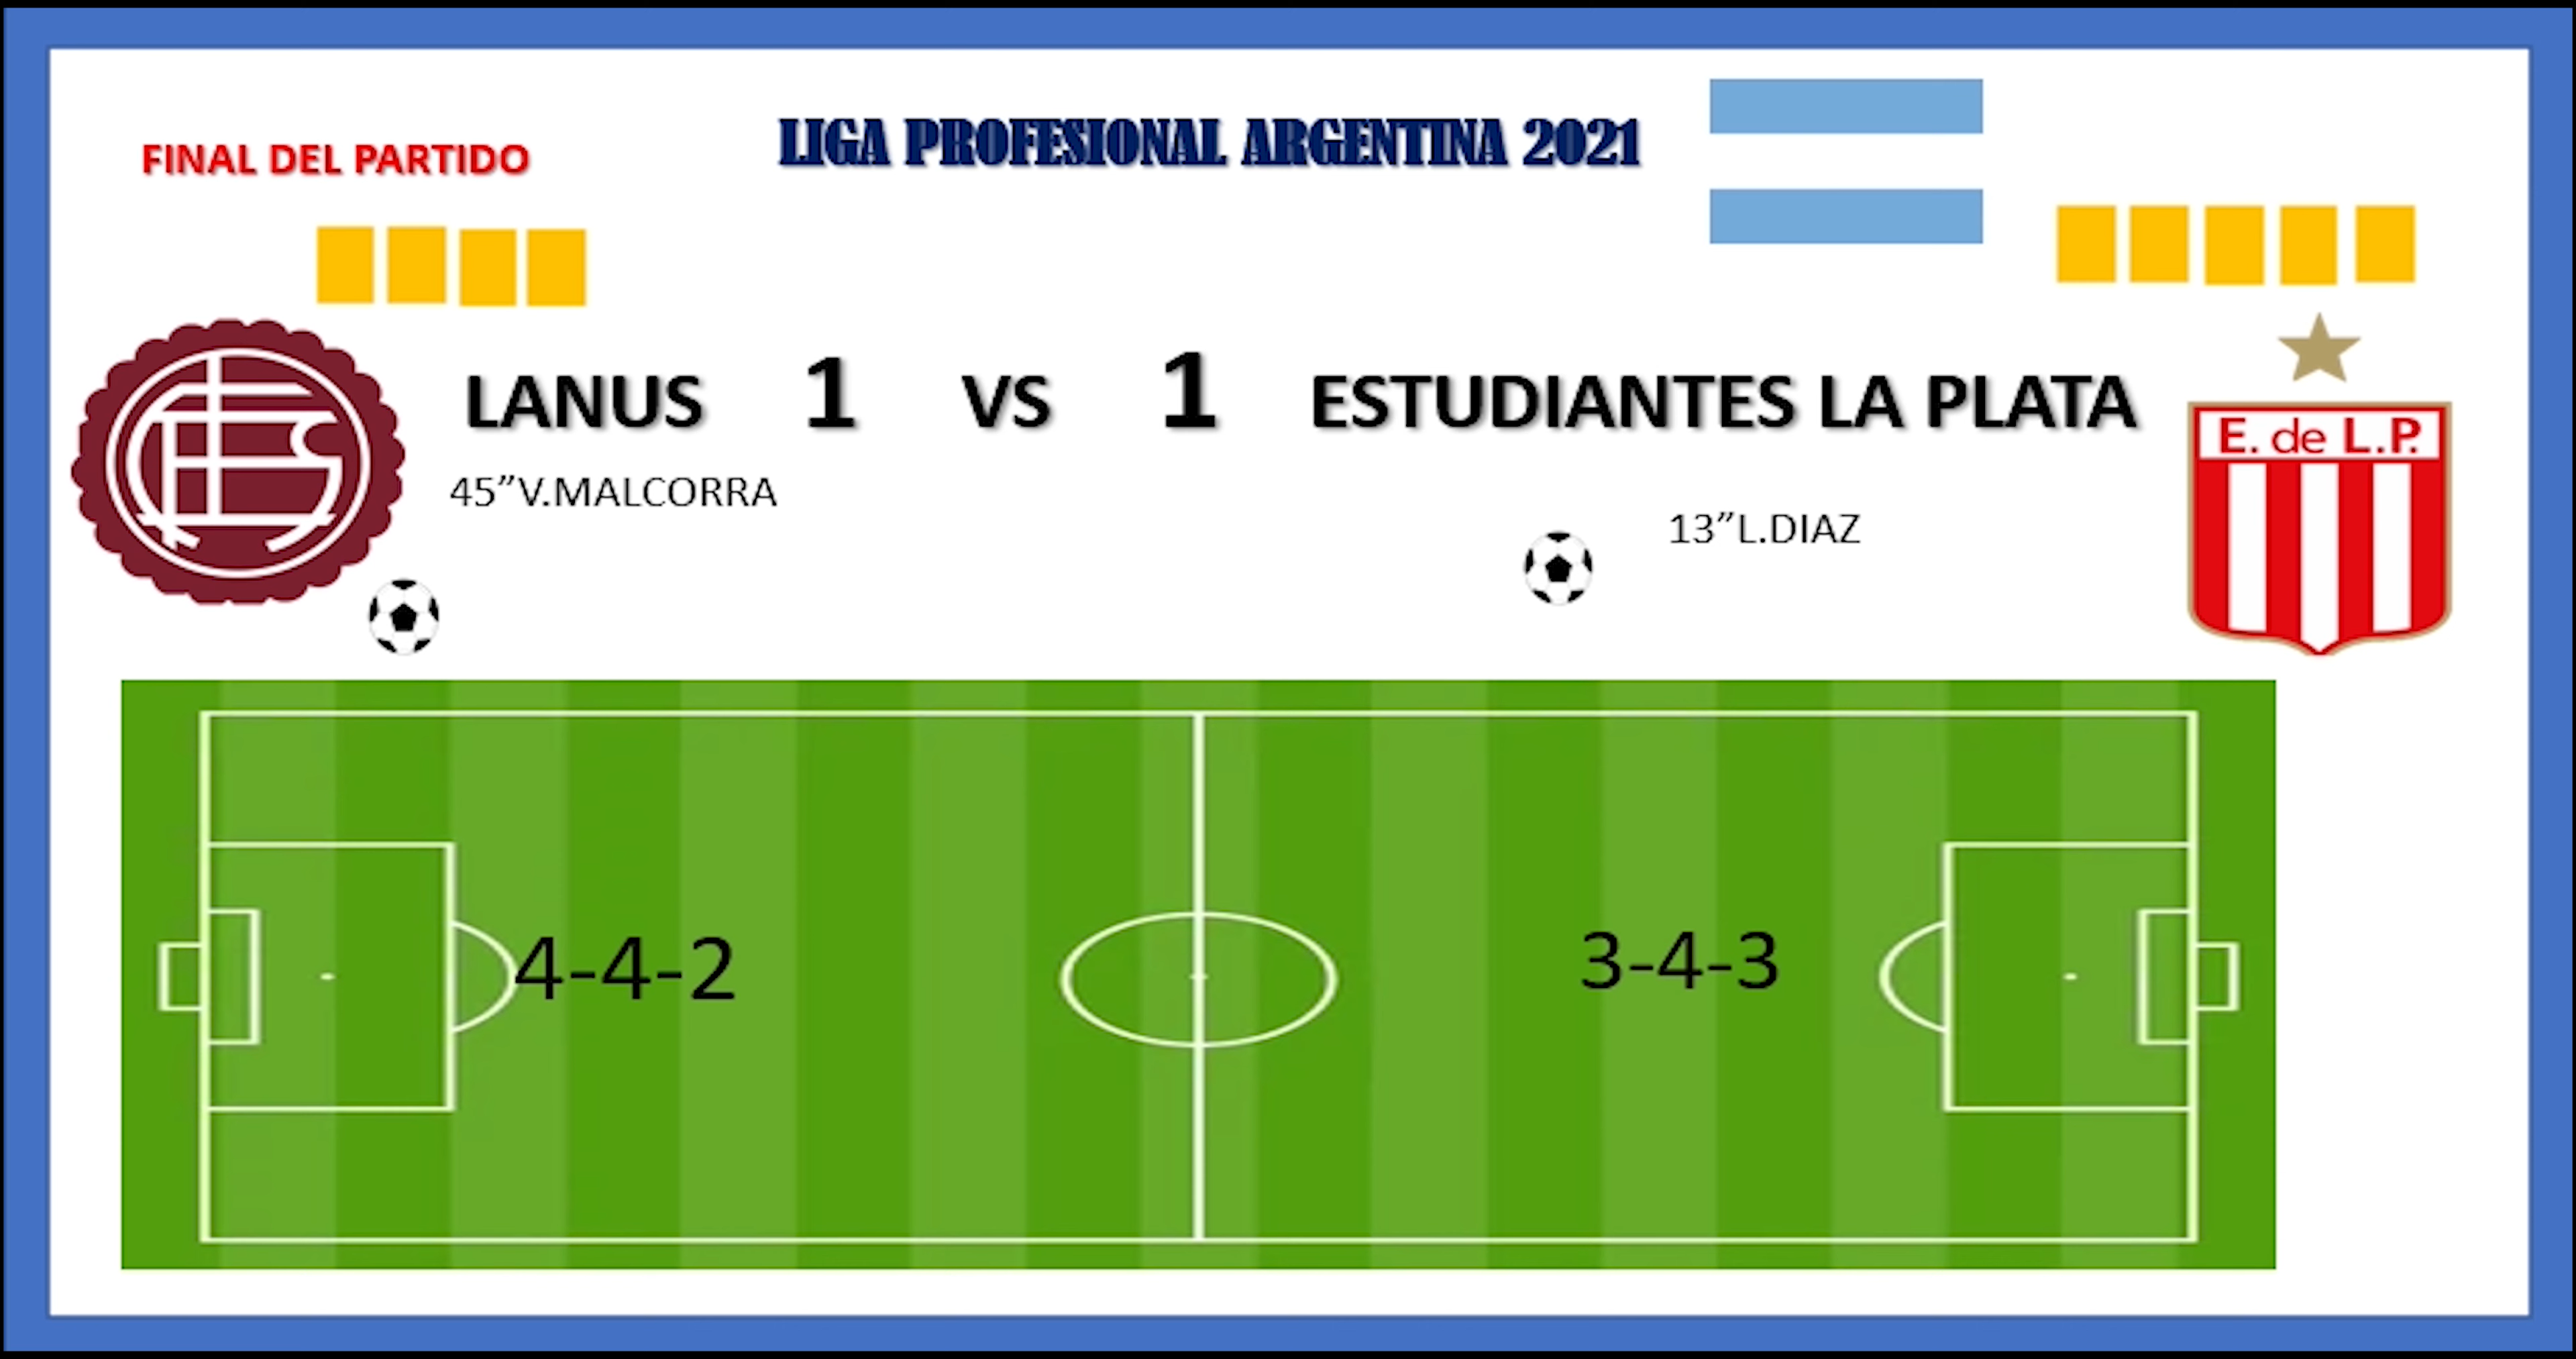 LIGA PROFESIONAL ARGENTINA 2021
FINAL DEL PARTIDO
LANUS 1 VS 1 ESTUDIANTES LA PLATA
E. de L.P.
45”V.MALCORRA
13”L.DIAZ
4-4-2
3-4-3